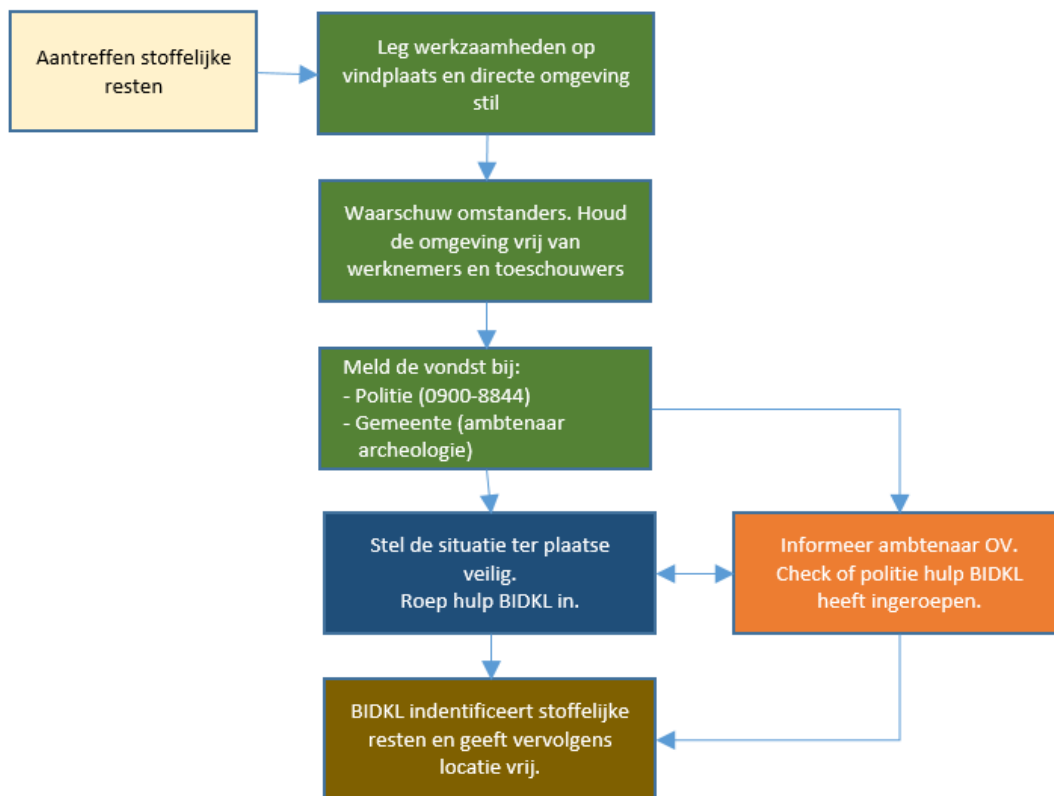 Aantreffen stoffelijke
resten
Leg werkzaamheden op
vindplaats en directe omgeving
stil
Waarschuw omstanders. Houd
de omgeving vrij van
werknemers en toeschouwers
Meld de vondst bij:
- Politie (0900-8844)
- Gemeente (ambtenaar
archeologie)
Stel de situatie ter plaatse
veilig.
Roep hulp BIDKL in.
Informeer ambtenaar OV.
Check of politie hulp BIDKL
heeft ingeroepen.
BIDKL indentificeert stoffelijke
resten en geeft vervolgens
locatie vrij.